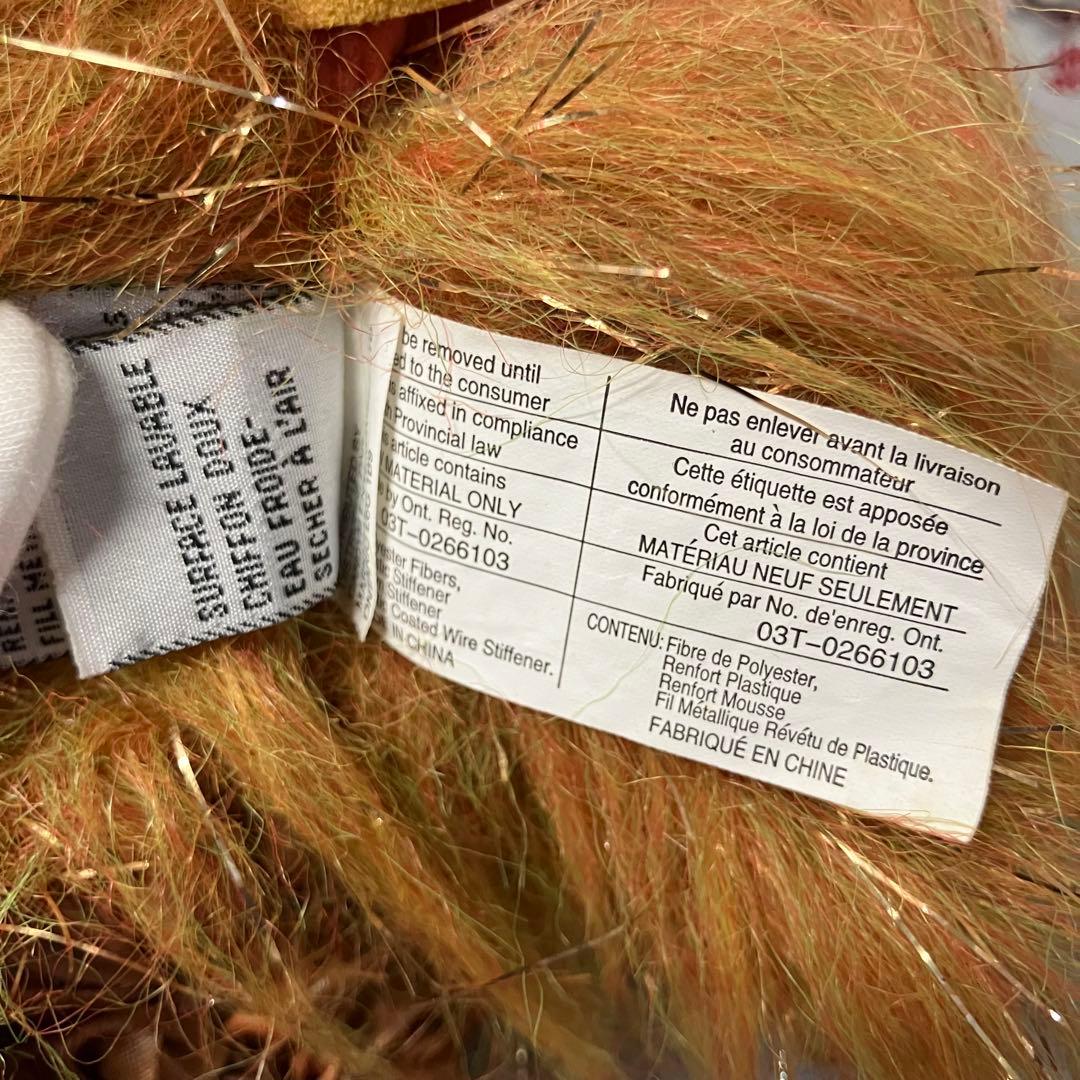 SURFACE LAVABLE
CHIFFON DOUX
EAU FROIDE-
SECHER À L'AIR
FILL
be removed until
to the consumer
affixed in compliance
Provincial law
article contains
MATERIAL ONLY
by Ont. Reg. No.
03T-0266103
Fibers,
Stiffener
Stiffener
Coated Wire Stiffener.
IN CHINA
Ne pas enlever avant la livraison
au consommateur
Cette étiquette est apposée
conformément à la loi de la province
Cet article contient
MATÉRIAU NEUF SEULEMENT
Fabriqué par No. de'enreg. Ont.
03T-0266103
CONTENU: Fibre de Polyester,
Renfort Plastique
Renfort Mousse
Fil Métallique Révétu de Plastique.
FABRIQUÉ EN CHINE